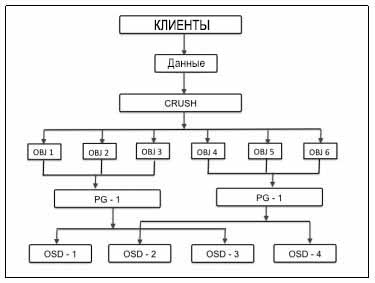 КЛИЕНТЫ
Данные
CRUSH
OBJ 1 OBJ 2 OBJ 3 OBJ 4 OBJ 5 OBJ 6
PG - 1 PG - 1
OSD - 1 OSD - 2 OSD - 3 OSD - 4